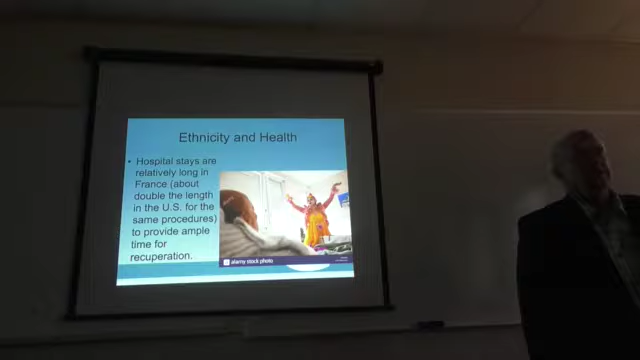 Ethnicity and Health
• Hospital stays are
relatively long in
France (about
double the length
in the U.S. for the
same procedures)
to provide ample
time for
recuperation.
alamy stock photo